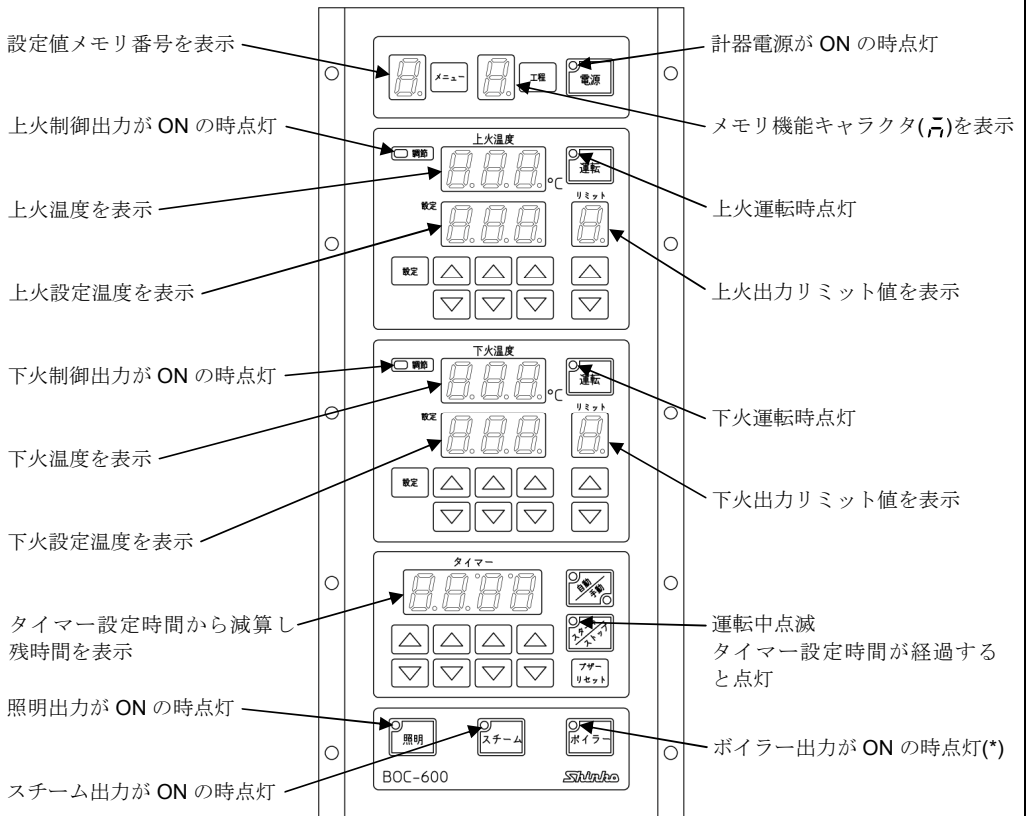 設定値メモリ番号を表示
計器電源が ON の時点灯
メニュー
工程
電源
上火制御出力が ON の時点灯
メモリ機能キャラクタ( )を表示
上火温度
調節
運転
℃
上火温度を表示
上火運転時点灯
設定
リミット
上火設定温度を表示
設定
上火出力リミット値を表示
下火温度
下火制御出力が ON の時点灯
調節
運転
℃
下火運転時点灯
設定
リミット
下火温度を表示
設定
下火出力リミット値を表示
下火設定温度を表示
タイマー
自動/手動
タイマー設定時間から減算し
残時間を表示
スタート/ストップ
運転中点滅
タイマー設定時間が経過する
と点灯
ブザー
リセット
照明出力が ON の時点灯
照明
スチーム
ボイラー
ボイラー出力が ON の時点灯(*)
BOC-600
Shinko
スチーム出力が ON の時点灯